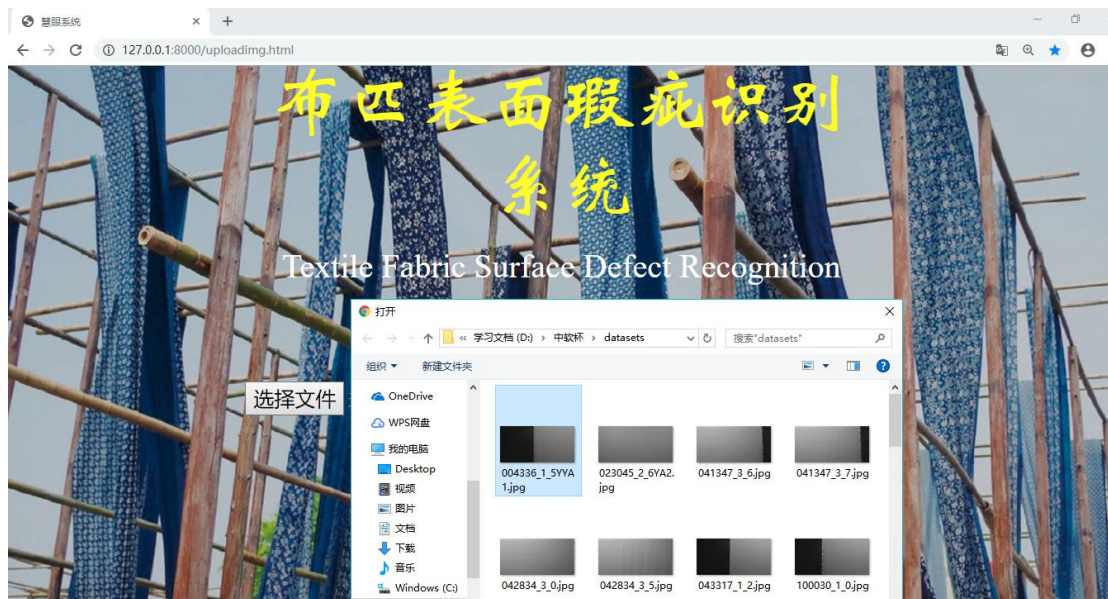 慧眼系统
127.0.0.1:8000/uploadimg.html
布匹表面瑕疵识别
系统
Textile Fabric Surface Defect Recognition
打开
« 学习文档 (D:) › 中软杯 › datasets
搜索"datasets"
组织
新建文件夹
选择文件
OneDrive
WPS网盘
我的电脑
Desktop
视频
图片
文档
下载
音乐
Windows (C:)
004336_1_5YYA
1.jpg
023045_2_6YA2.
jpg
041347_3_6.jpg
041347_3_7.jpg
042834_3_0.jpg
042834_3_5.jpg
043317_1_2.jpg
100030_1_0.jpg